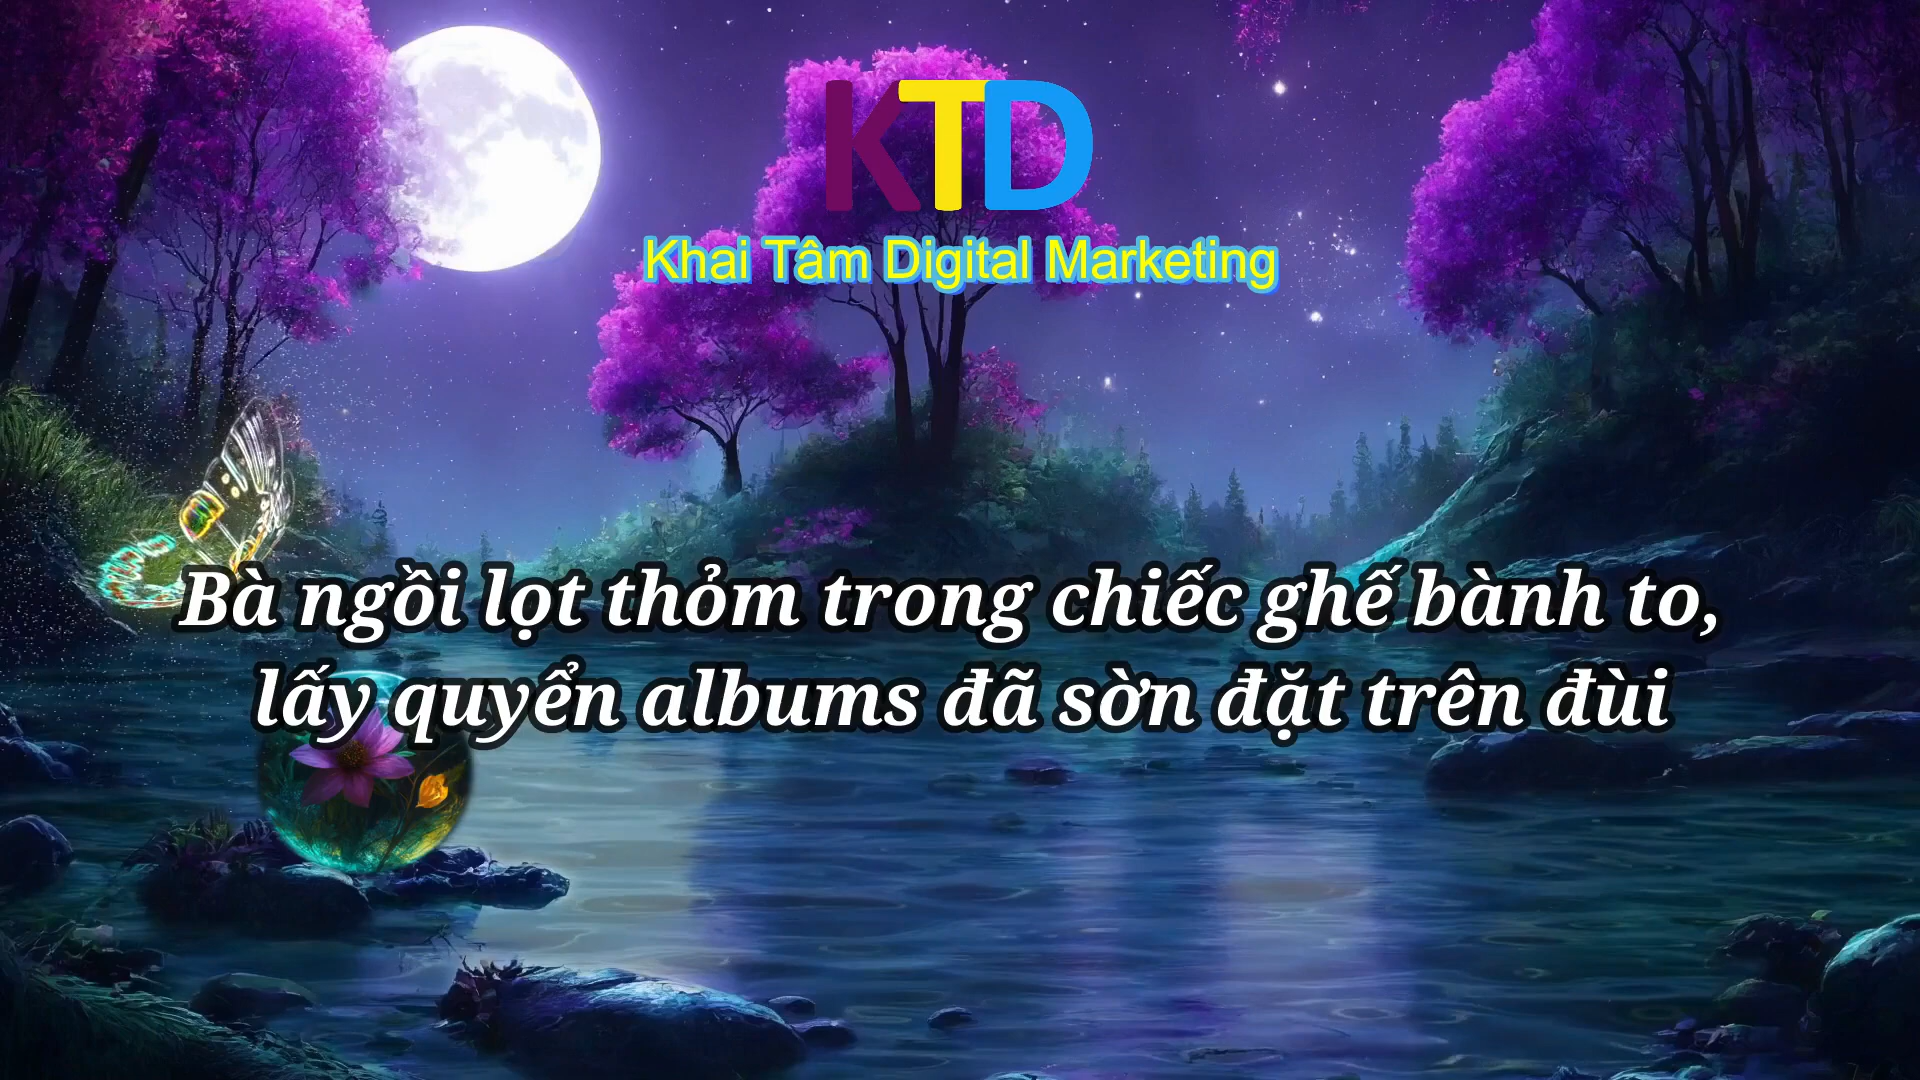 KTD
Khai Tâm Digital Marketing
Bà ngồi lọt thỏm trong chiếc ghế bành to,
lấy quyển albums đã sờn đặt trên đùi